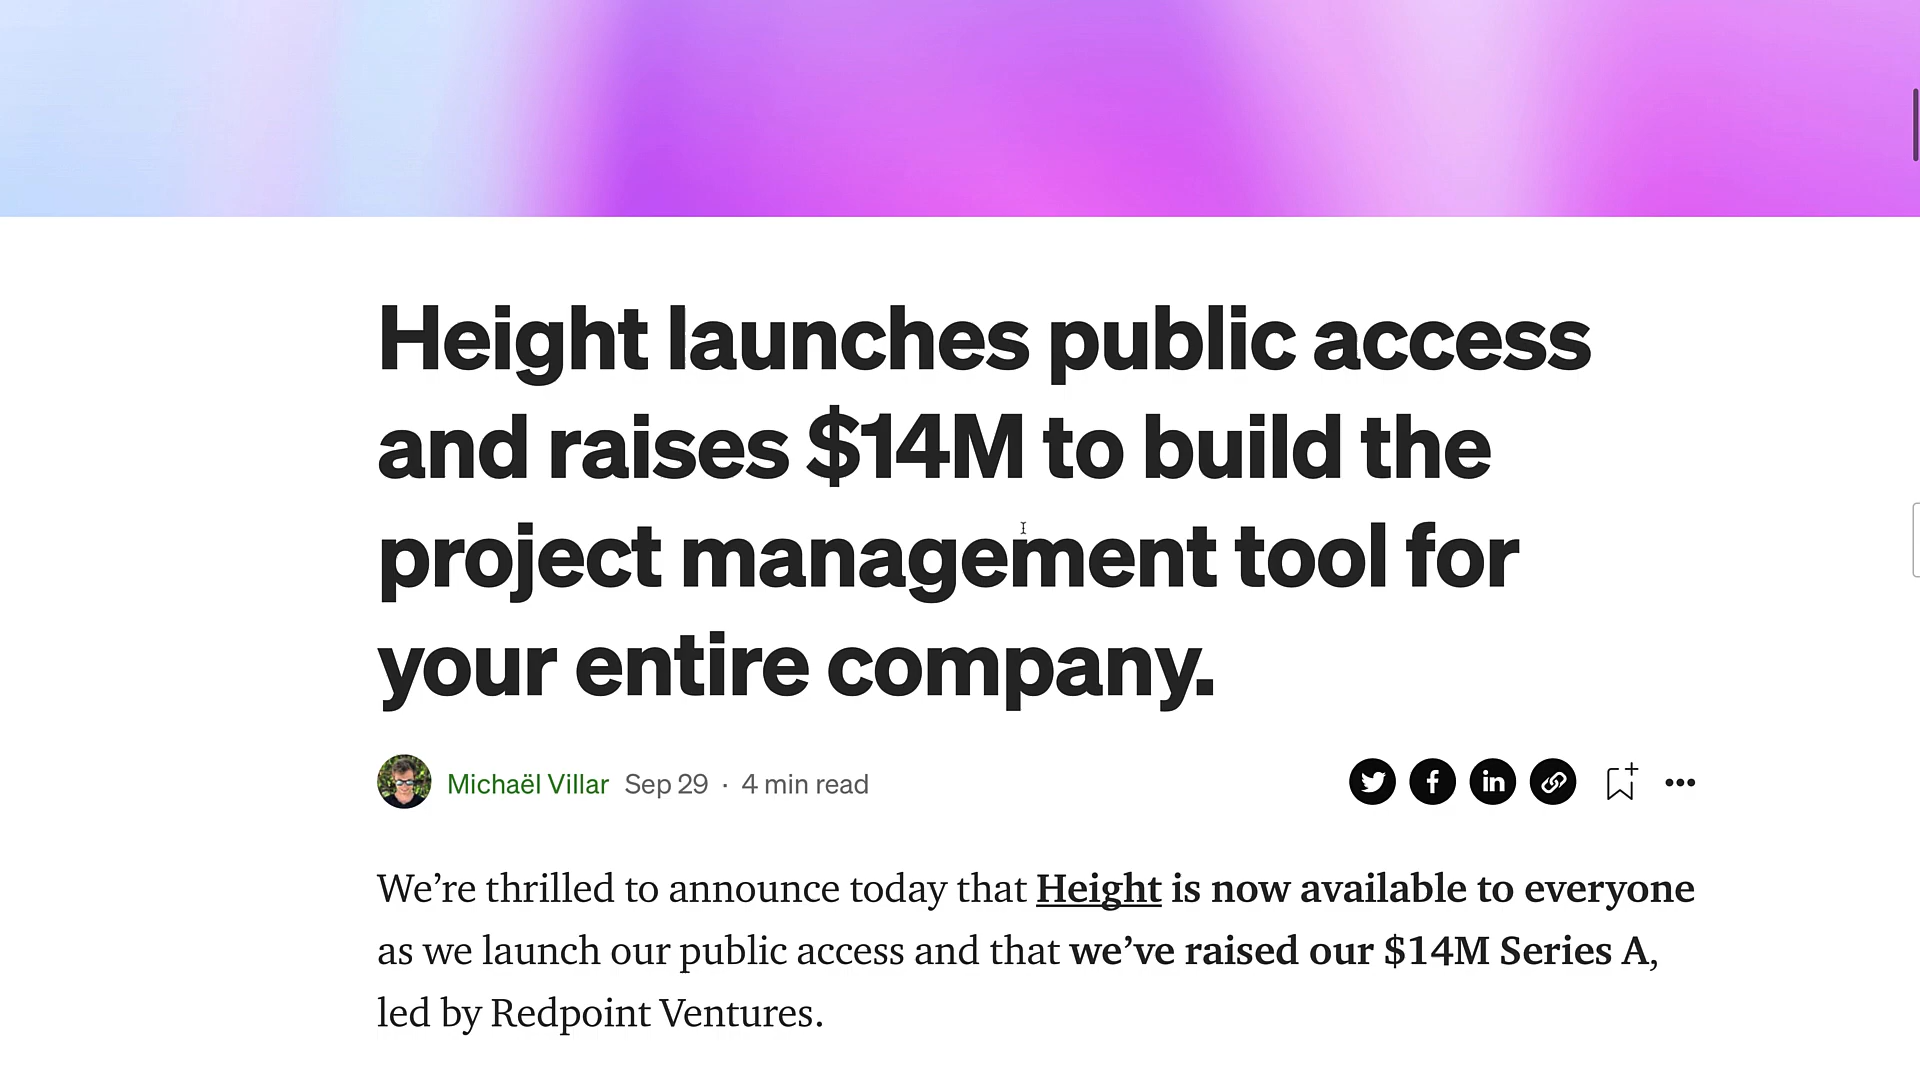 Height launches public access
and raises $14M to build the
project management tool for
your entire company.
Michaël Villar Sep 29 · 4 min read
We’re thrilled to announce today that Height is now available to everyone
as we launch our public access and that we’ve raised our $14M Series A,
led by Redpoint Ventures.